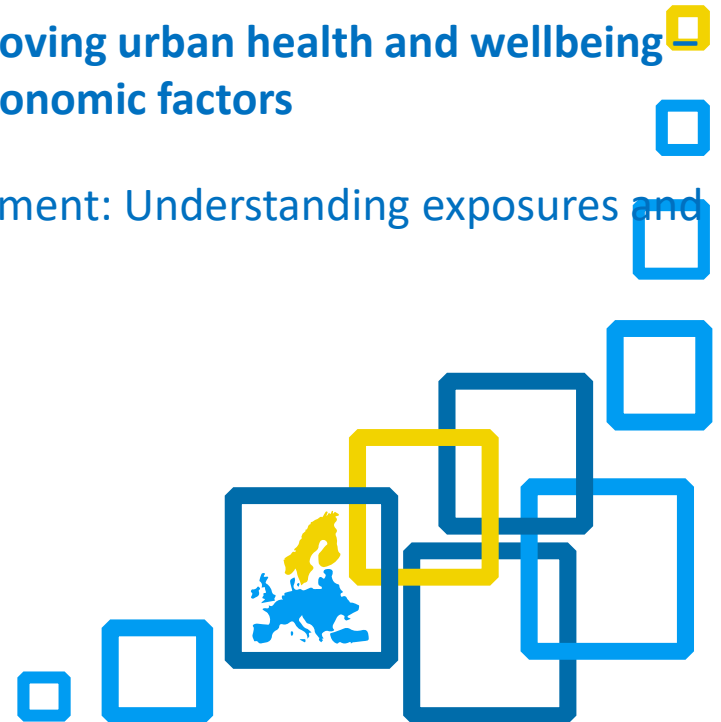 oving urban health and wellbeing
onomic factors
ment: Understanding exposures and